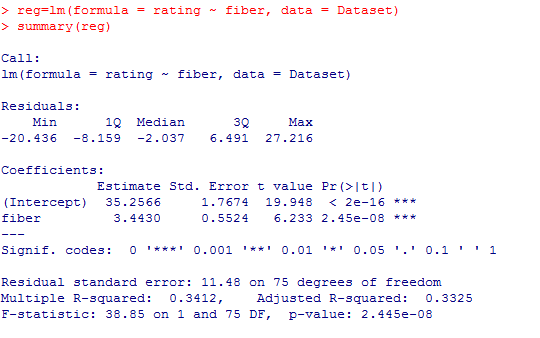 > reg=lm(formula = rating ~ fiber, data = Dataset)
> summary(reg)
Call:
lm(formula = rating ~ fiber, data = Dataset)
Residuals:
    Min      1Q  Median      3Q     Max
-20.436  -8.159  -2.037   6.491  27.216
Coefficients:
            Estimate Std. Error t value Pr(>|t|)
(Intercept)  35.2566     1.7674  19.948  < 2e-16 ***
fiber         3.4430     0.5524   6.233 2.45e-08 ***
---
Signif. codes:  0 '***' 0.001 '**' 0.01 '*' 0.05 '.' 0.1 ' ' 1
Residual standard error: 11.48 on 75 degrees of freedom
Multiple R-squared:  0.3412,    Adjusted R-squared:  0.3325
F-statistic: 38.85 on 1 and 75 DF,  p-value: 2.445e-08